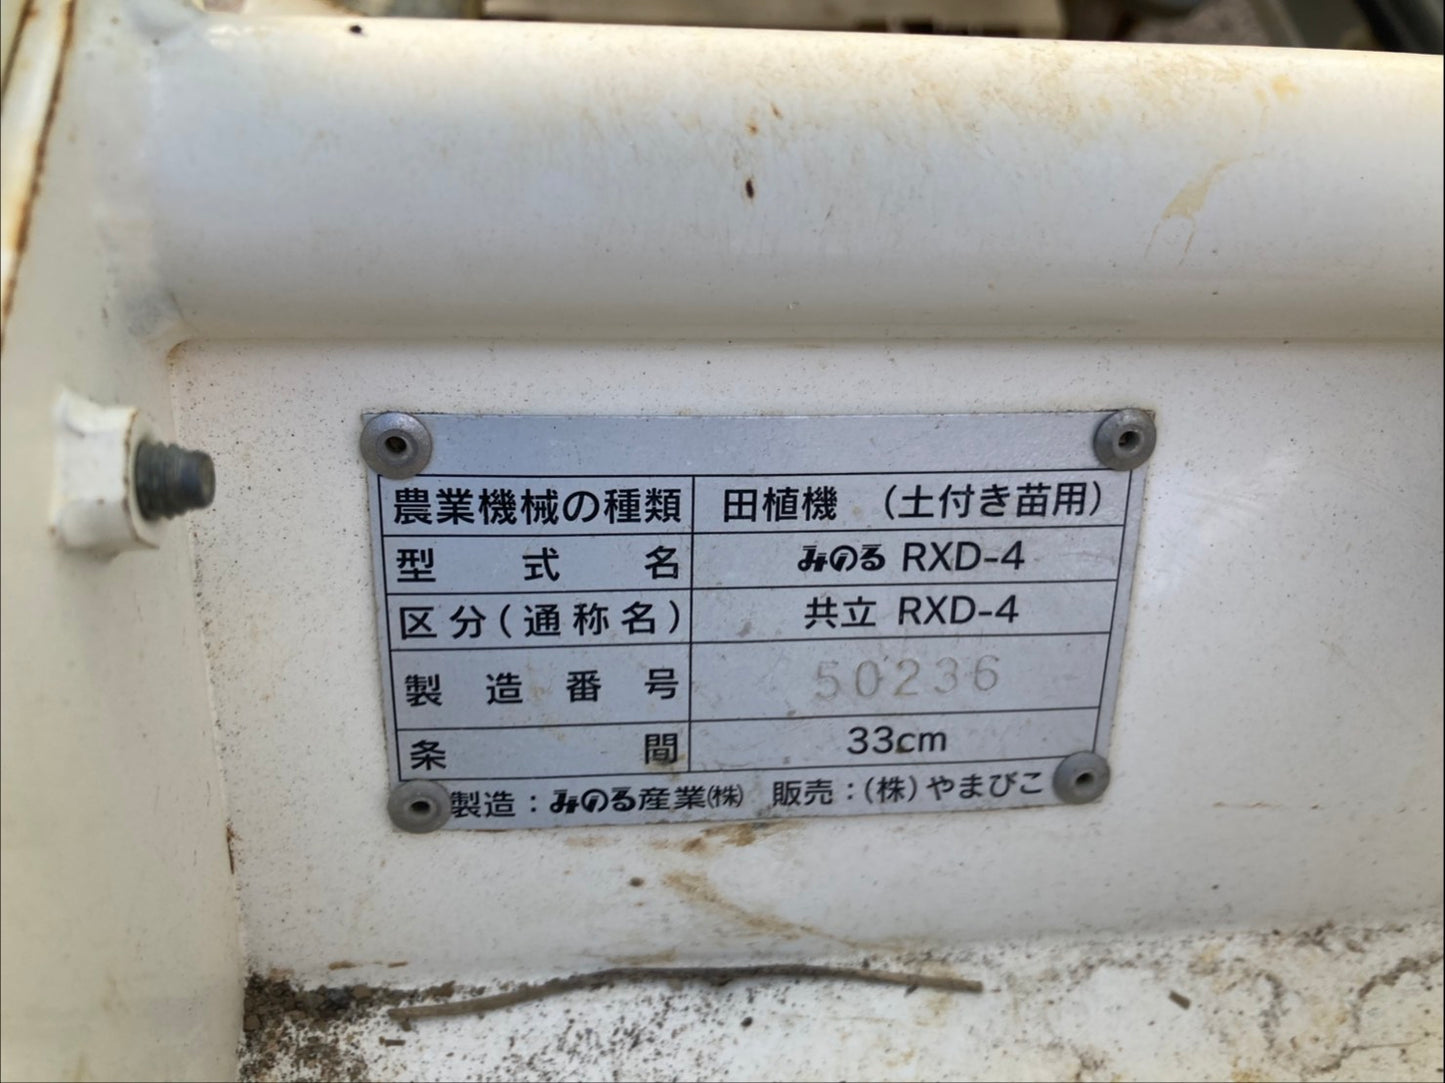 農業機械の種類 田植機 (土付き苗用)
型式名 みのる RXD-4
区分(通称名) 共立 RXD-4
製造番号 50236
条間 33cm
製造:みのる産業㈱ 販売:(株)やまびこ